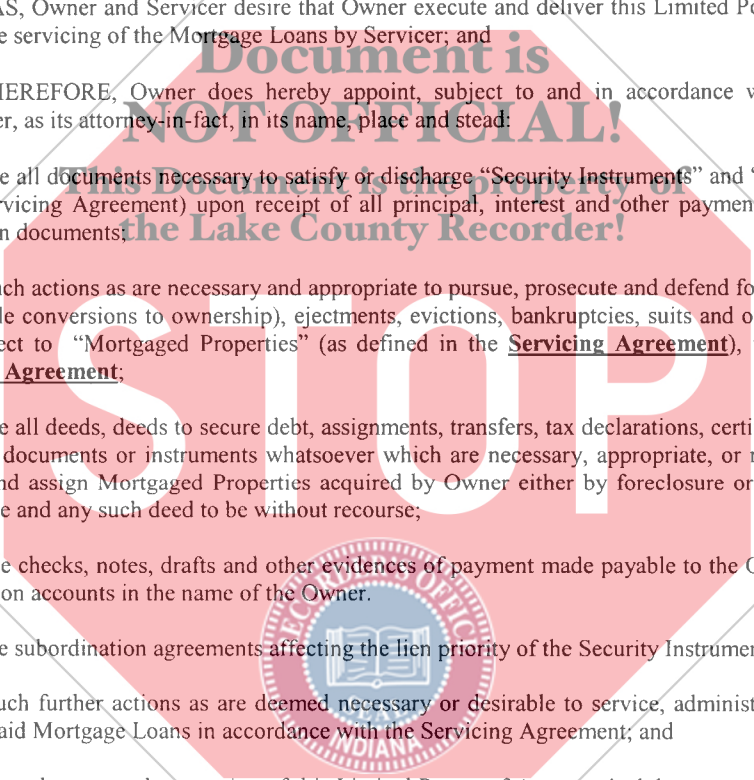 AS, Owner and Servicer desire that Owner execute and deliver this Limited Po
e servicing of the Mortgage Loans by Servicer; and
Document is
HEREFORE, Owner does hereby appoint, subject to and in accordance
er, as its attorney-in-fact, in its name, place and stead:
NOT OFFICIAL!
e all documents necessary to satisfy or discharge “Security Instruments” and “
This Document is the property of
rvicing Agreement) upon receipt of all principal, interest and other paymen
n documents;
the Lake County Recorder!
ch actions as are necessary and appropriate to pursue, prosecute and defend fo
le conversions to ownership), ejectments, evictions, bankruptcies, suits and o
ect to “Mortgaged Properties” (as defined in the Servicing Agreement),
Agreement;
STOP
e all deeds, deeds to secure debt, assignments, transfers, tax declarations, certi
documents or instruments whatsoever which are necessary, appropriate, or
nd assign Mortgaged Properties acquired by Owner either by foreclosure or
e and any such deed to be without recourse;
e checks, notes, drafts and other evidences of payment made payable to the
on accounts in the name of the Owner.
RECORDER'S OFFICE
e subordination agreements affecting the lien priority of the Security Instrumen
uch further actions as are deemed necessary or desirable to service, administ
aid Mortgage Loans in accordance with the Servicing Agreement; and
SEAL
INDIANA